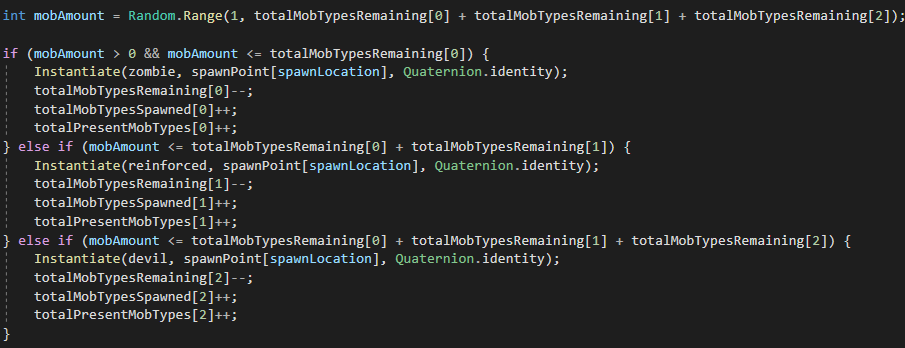 int mobAmount = Random.Range(1, totalMobTypesRemaining[0] + totalMobTypesRemaining[1] + totalMobTypesRemaining[2]);
if (mobAmount > 0 && mobAmount <= totalMobTypesRemaining[0]) {
Instantiate(zombie, spawnPoint[spawnLocation], Quaternion.identity);
totalMobTypesRemaining[0]--;
totalMobTypesSpawned[0]++;
totalPresentMobTypes[0]++;
} else if (mobAmount <= totalMobTypesRemaining[0] + totalMobTypesRemaining[1]) {
Instantiate(reinforced, spawnPoint[spawnLocation], Quaternion.identity);
totalMobTypesRemaining[1]--;
totalMobTypesSpawned[1]++;
totalPresentMobTypes[1]++;
} else if (mobAmount <= totalMobTypesRemaining[0] + totalMobTypesRemaining[1] + totalMobTypesRemaining[2]) {
Instantiate(devil, spawnPoint[spawnLocation], Quaternion.identity);
totalMobTypesRemaining[2]--;
totalMobTypesSpawned[2]++;
totalPresentMobTypes[2]++;
}